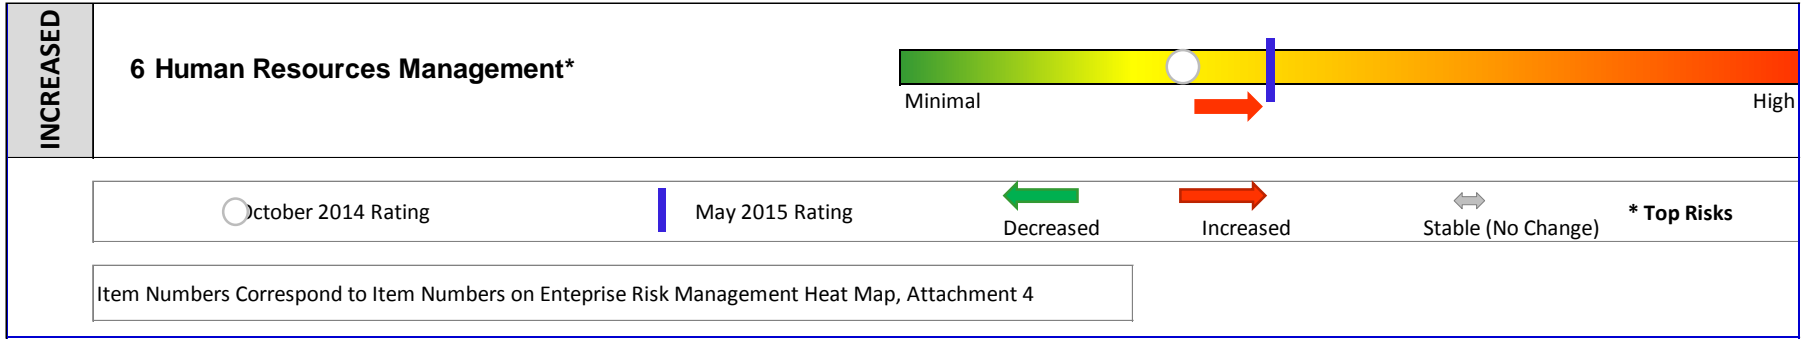 INCREASED
6 Human Resources Management*
Minimal
High
October 2014 Rating
May 2015 Rating
Decreased
Increased
Stable (No Change)
* Top Risks
Item Numbers Correspond to Item Numbers on Enteprise Risk Management Heat Map, Attachment 4